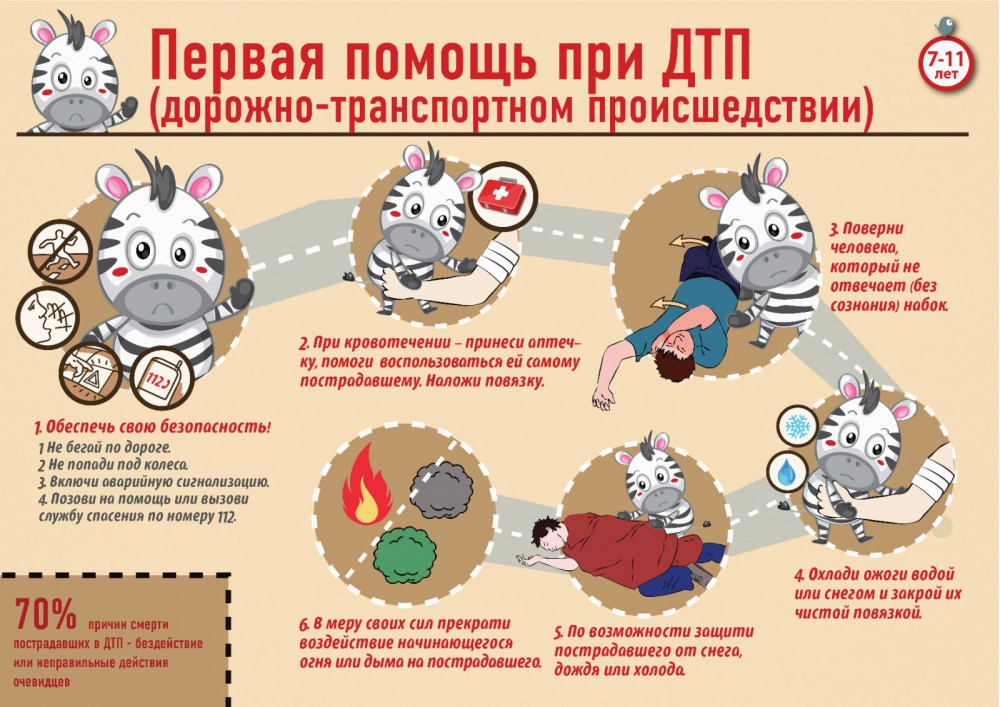 Первая помощь при ДТП
(дорожно-транспортном происшедствии)
7-11
лет
112
1. Обеспечь свою безопасность!
1 Не бегай по дороге.
2 Не попади под колеса.
3. Включи аварийную сигнализацию.
4. Позови на помощь или вызови
службу спасения по номеру 112.
2. При кровотечении – принеси аптеч-
ку, помоги воспользоваться ей самому
пострадавшему. Наложи повязку.
3. Поверни
человека,
который не
отвечает (без
сознания) набок.
4. Охлади ожоги водой
или снегом и закрой их
чистой повязкой.
5. По возможности защити
пострадавшего от снега,
дождя или холода.
6. В меру своих сил прекрати
воздействие начинающегося
огня или дыма на пострадавшего.
70% причин смерти
пострадавших в ДТП - бездействие
или неправильные действия
очевидцев